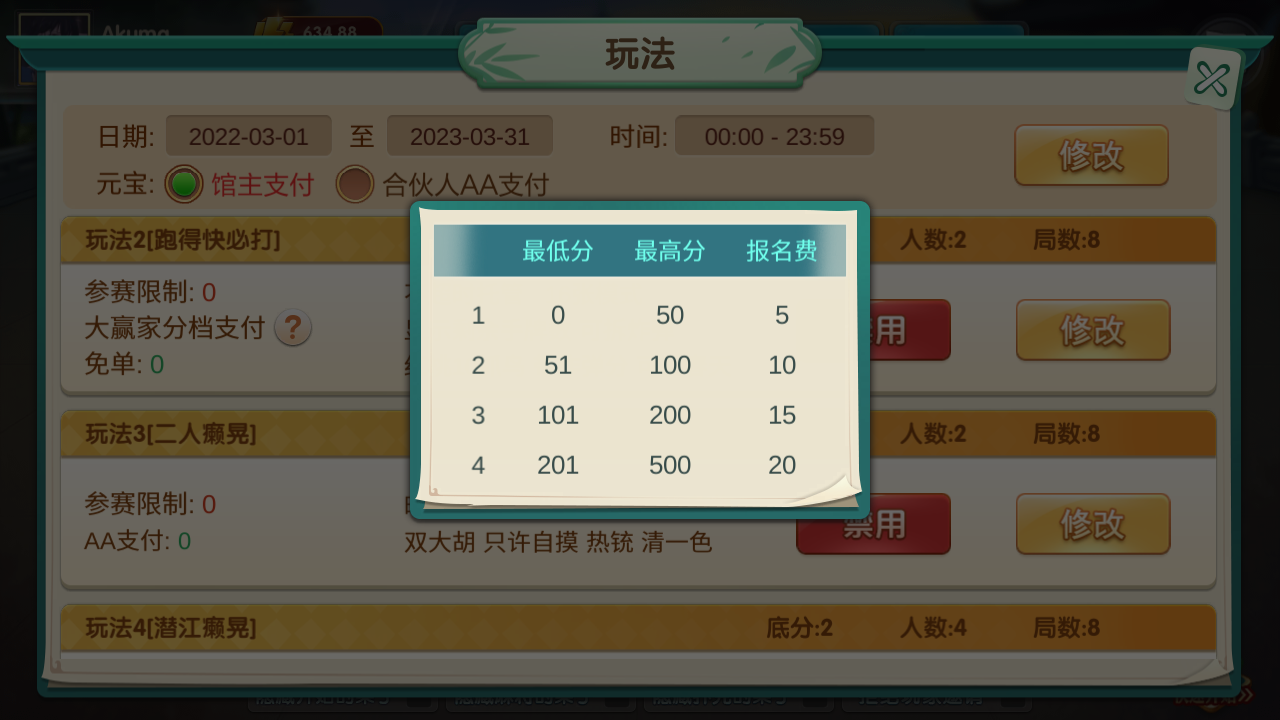 Akuma 634.88
玩法
日期: 2022-03-01 至 2023-03-31 时间: 00:00 - 23:59 修改
元宝: 馆主支付 合伙人AA支付
玩法2[跑得快必打] 人数:2 局数:8
参赛限制: 0
大赢家分档支付 ?
免单: 0
用 修改
最低分 最高分 报名费
1 0 50 5
2 51 100 10
3 101 200 15
4 201 500 20
玩法3[二人癞晃] 人数:2 局数:8
参赛限制: 0
AA支付: 0 双大胡 只许自摸 热铳 清一色
禁用 修改
玩法4[潜江癞晃] 底分:2 人数:4 局数:8